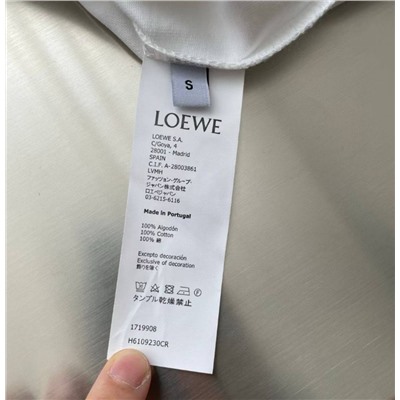 S
LOEWE
LOEWE S.A.
C/Goya, 4
28001 - Madrid
SPAIN
C.I.F. A-28003861
LVMH
ファッション・グループ・
ジャパン株式会社
ロエベジャパン
03-6215-6116
Made in Portugal
100% Algodón
100% Cotton
100% 綿
Excepto decoración
Exclusive of decoration
飾りを除く
タンブル乾燥禁止
1719908
H6109230CR